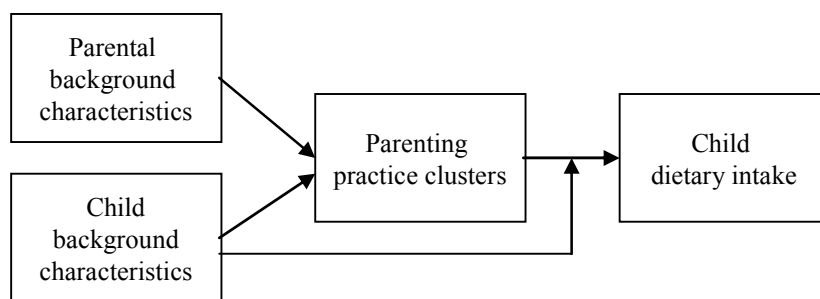 Parental
background
characteristics
Child
background
characteristics
Parenting
practice clusters
Child
dietary intake